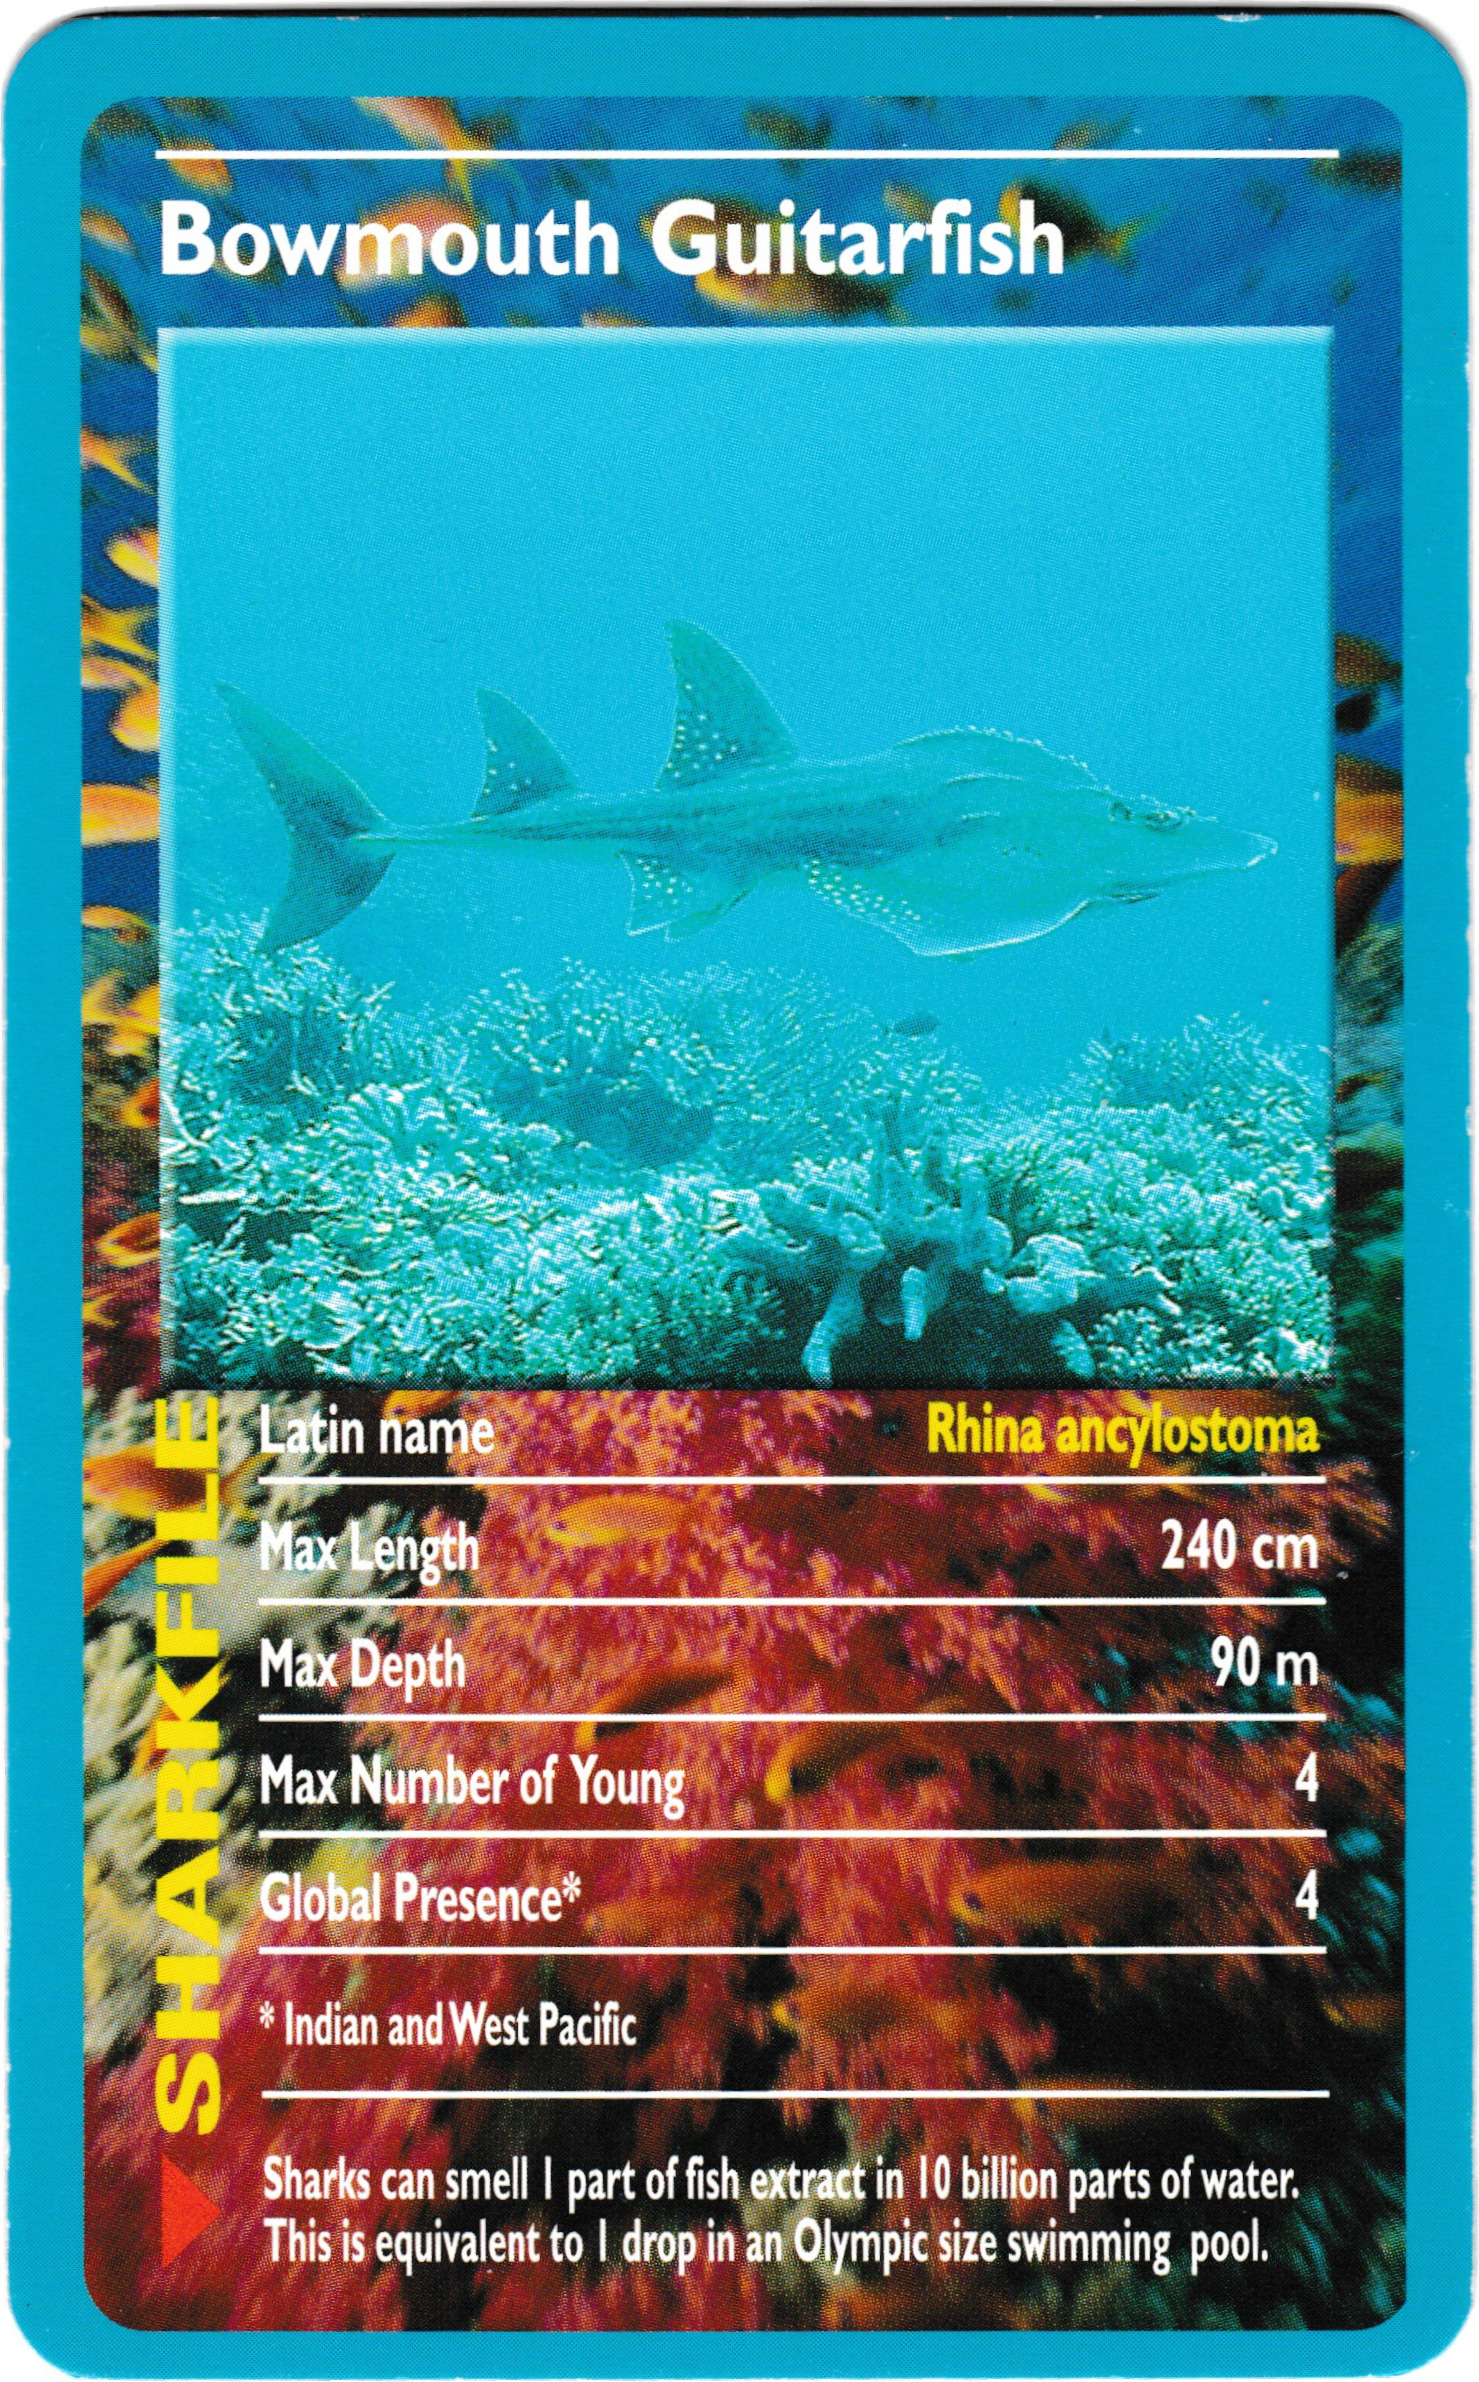 Bowmouth Guitarfish
SHARKFILE
Latin name Rhina ancylostoma
Max Length 240 cm
Max Depth 90 m
Max Number of Young 4
Global Presence* 4
* Indian and West Pacific
Sharks can smell 1 part of fish extract in 10 billion parts of water.
This is equivalent to 1 drop in an Olympic size swimming pool.